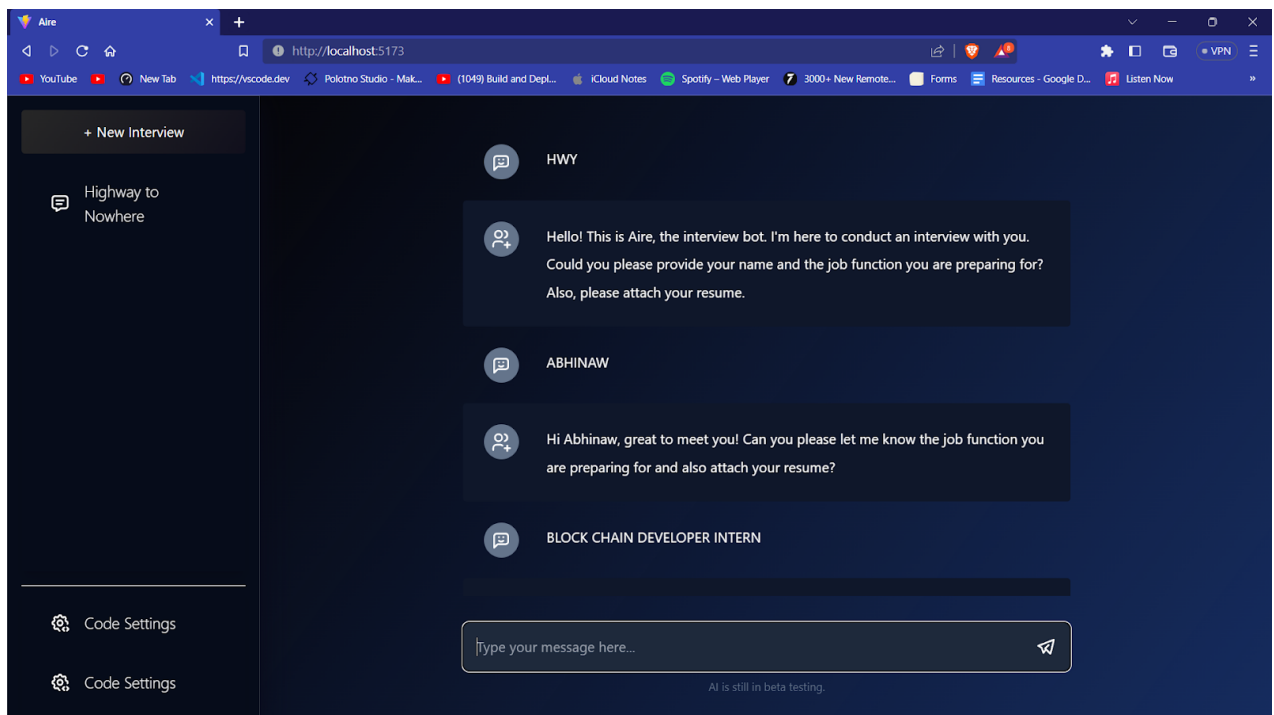 Aire
http://localhost:5173
VPN
YouTube
New Tab
https://vscode.dev
Polotno Studio - Mak...
(1049) Build and Depl...
iCloud Notes
Spotify – Web Player
3000+ New Remote...
Forms
Resources - Google D...
Listen Now
»
+ New Interview
Highway to
Nowhere
HWY
Hello! This is Aire, the interview bot. I'm here to conduct an interview with you.
Could you please provide your name and the job function you are preparing for?
Also, please attach your resume.
ABHINAW
Hi Abhinaw, great to meet you! Can you please let me know the job function you
are preparing for and also attach your resume?
BLOCK CHAIN DEVELOPER INTERN
Code Settings
Code Settings
Type your message here...
AI is still in beta testing.